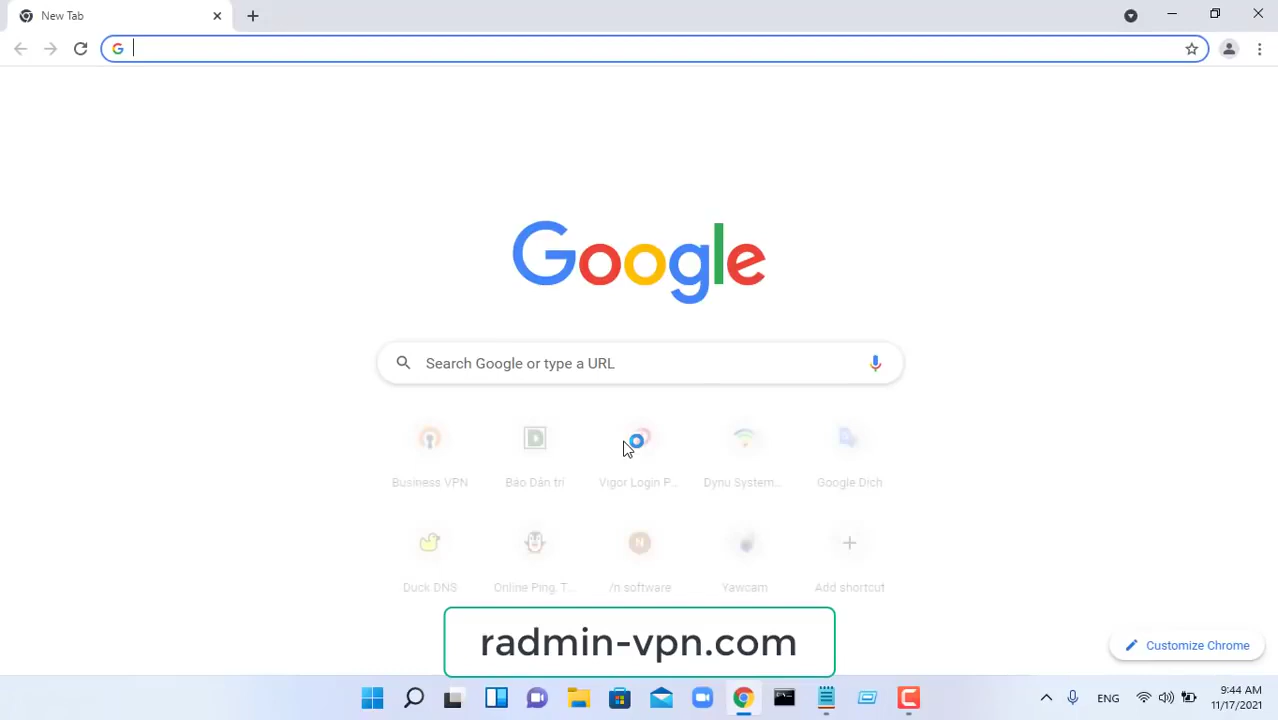 New Tab
Google
Search Google or type a URL
Business VPN
Báo Dân trí
Vigor Login P...
Dynu System...
Google Dịch
Duck DNS
Online Ping, T...
/n software
Yawcam
Add shortcut
radmin-vpn.com
Customize Chrome
ENG
9:44 AM
11/17/2021